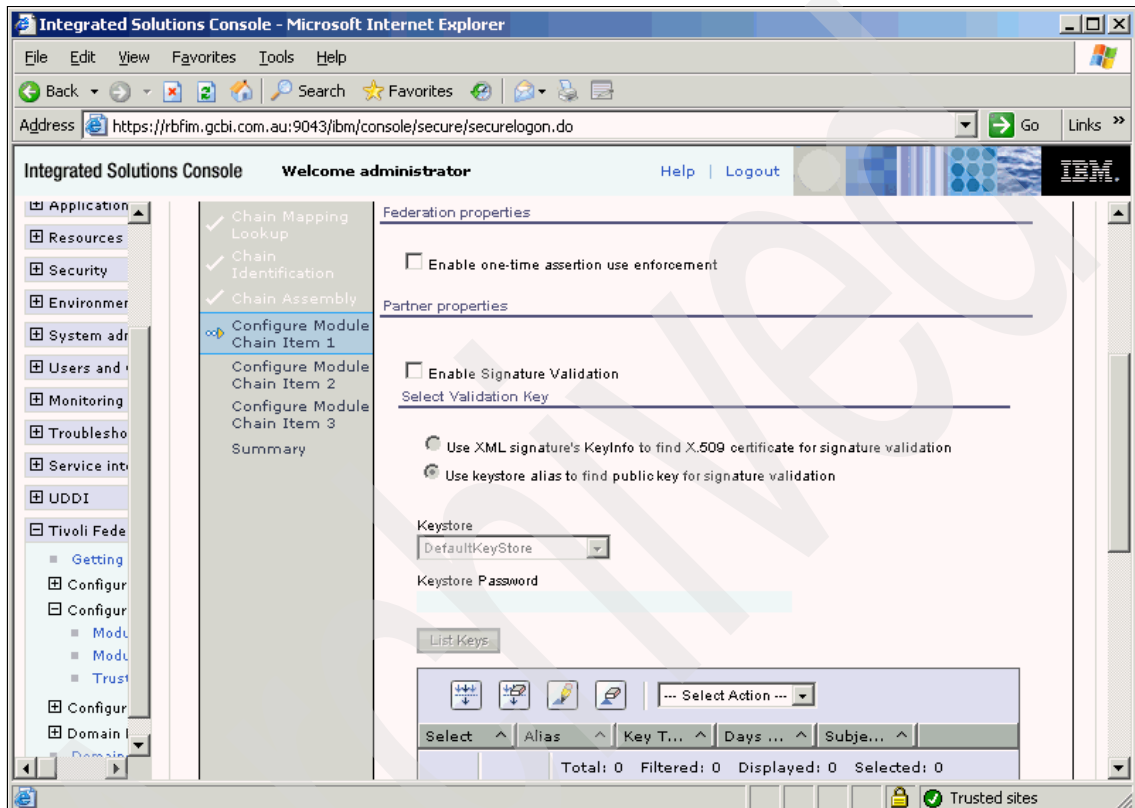 Integrated Solutions Console - Microsoft Internet Explorer
File Edit View Favorites Tools Help
Back Search Favorites
Address https://rbfim.gcbi.com.au:9043/ibm/console/secure/securelogon.do Go Links »
Integrated Solutions Console Welcome administrator Help | Logout IBM.
Application
Resources
Security
Environmer
System adr
Users and
Monitoring
Troublesho
Service inte
UDDI
Tivoli Fede
Getting
Configur
Configur
Modu
Modu
Trust
Configur
Domain
Domain
Chain Mapping
Lookup
Chain
Identification
Chain Assembly
Configure Module
Chain Item 1
Configure Module
Chain Item 2
Configure Module
Chain Item 3
Summary
Federation properties
Enable one-time assertion use enforcement
Partner properties
Enable Signature Validation
Select Validation Key
Use XML signature's KeyInfo to find X.509 certificate for signature validation
Use keystore alias to find public key for signature validation
Keystore
DefaultKeyStore
Keystore Password
List Keys
--- Select Action ---
Select ^ Alias ^ Key T... ^ Days ... ^ Subje... ^
Total: 0 Filtered: 0 Displayed: 0 Selected: 0
Trusted sites